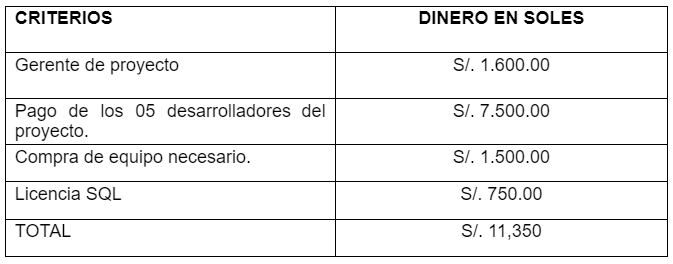 CRITERIOS DINERO EN SOLES
Gerente de proyecto S/. 1.600.00
Pago de los 05 desarrolladores del S/. 7.500.00
proyecto.
Compra de equipo necesario. S/. 1.500.00
Licencia SQL S/. 750.00
TOTAL S/. 11,350